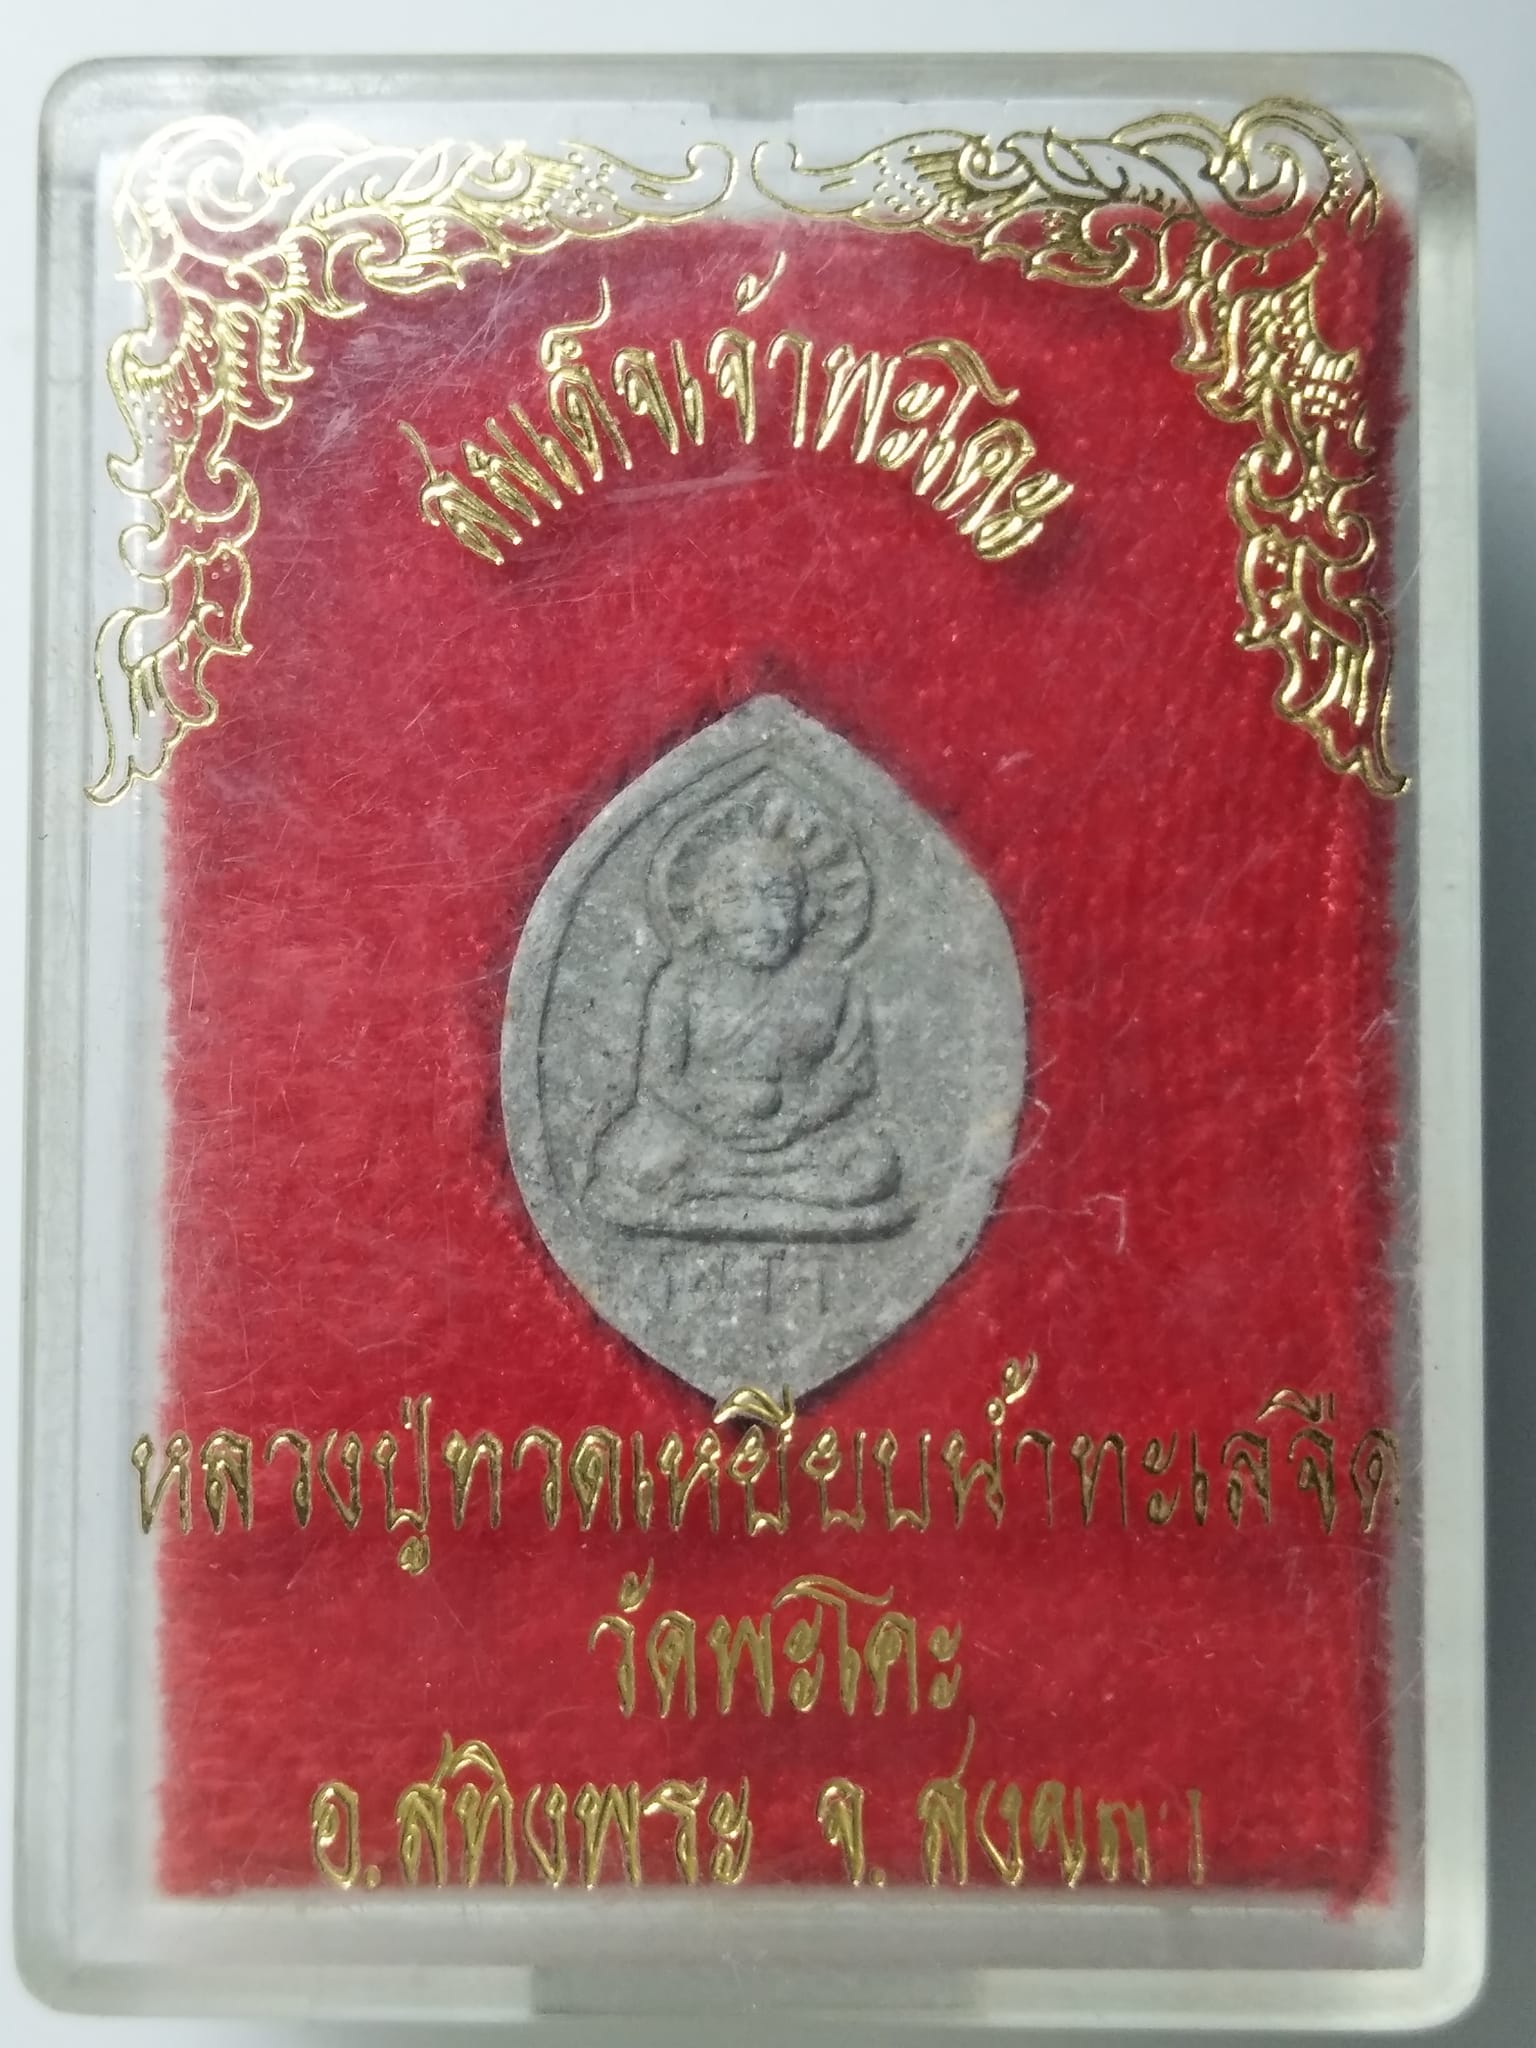 สมเด็จเจ้าพะโคะ
หลวงปู่ทวดเหยียบน้ำทะเลจืด
วัดพะโคะ
อ.สทิงพระ จ.สงขลา